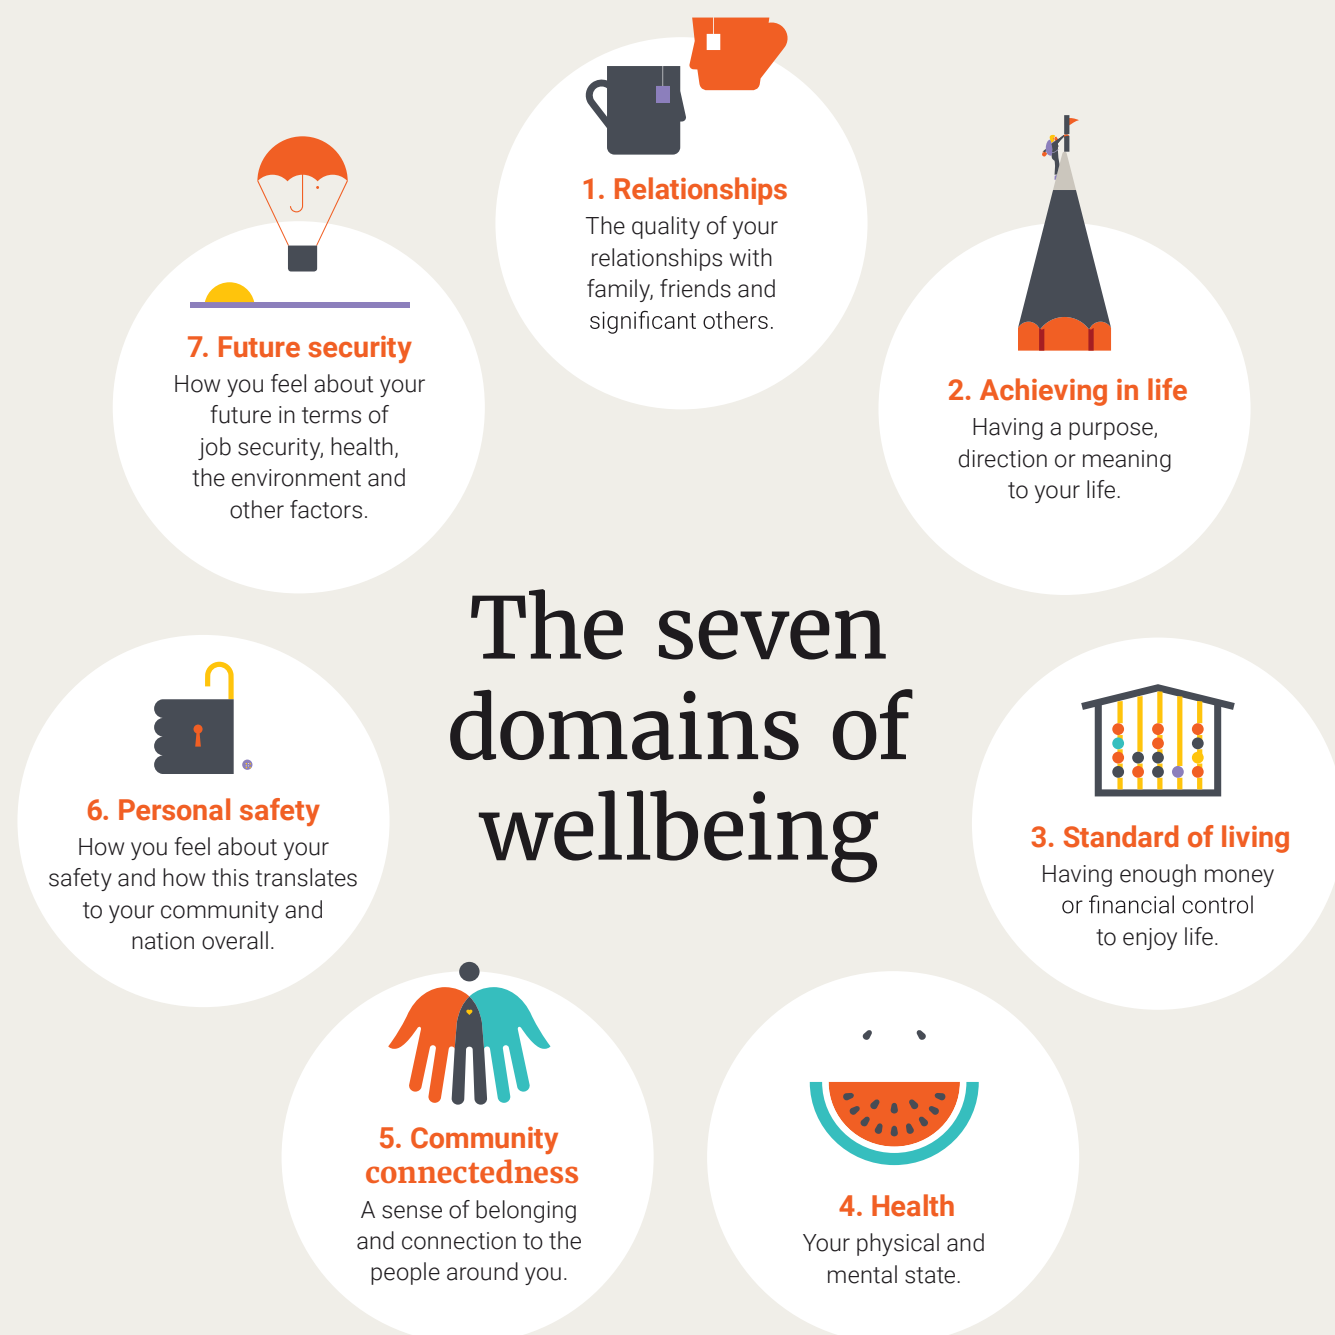 1. Relationships
The quality of your
relationships with
family, friends and
significant others.
2. Achieving in life
Having a purpose,
direction or meaning
to your life.
3. Standard of living
Having enough money
or financial control
to enjoy life.
4. Health
Your physical and
mental state.
5. Community
connectedness
A sense of belonging
and connection to the
people around you.
6. Personal safety
How you feel about your
safety and how this translates
to your community and
nation overall.
7. Future security
How you feel about your
future in terms of
job security, health,
the environment and
other factors.
The seven
domains of
wellbeing